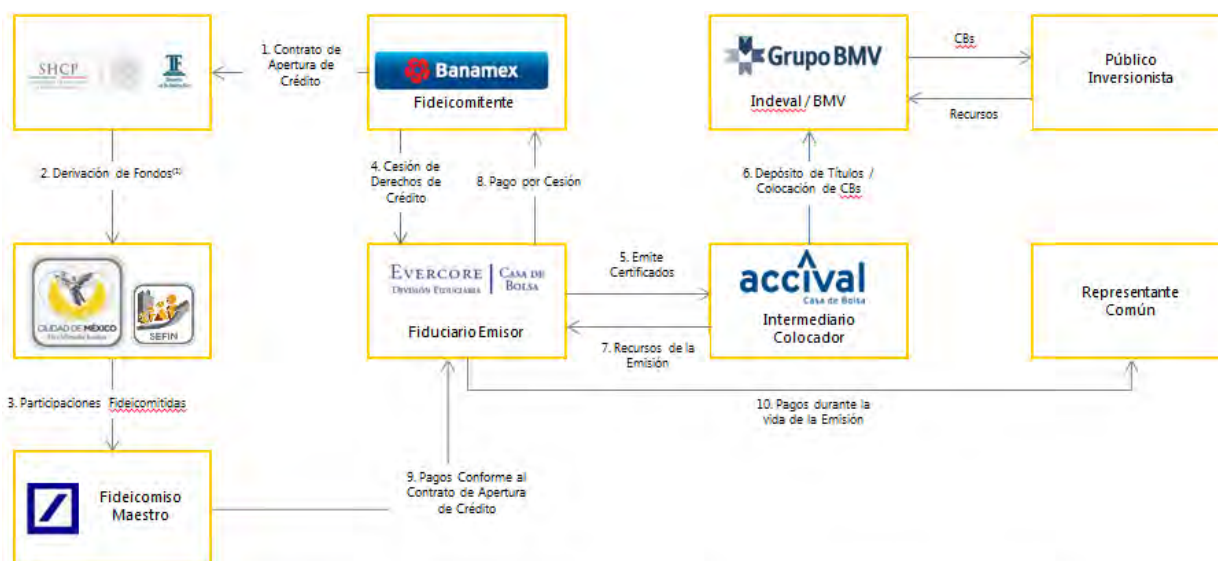 SHCP
1. Contrato de
Apertura de
Crédito
Banamex
Fideicomitente
Grupo BMV
Indeval / BMV
CBs
Recursos
Público
Inversionista
2. Derivación de Fondos(1)
4. Cesión de
Derechos de
Crédito
8. Pago por Cesión
6. Depósito de Títulos /
Colocación de CBs
CIUDAD DE MÉXICO
SEFIN
EVERCORE
DIVISIÓN FIDUCIARIA
CASA DE
BOLSA
Fiduciario Emisor
5. Emite
Certificados
7. Recursos de la
Emisión
accival
Casa de Bolsa
Intermediario
Colocador
Representante
Común
3. Participaciones Fideicomitidas
10. Pagos durante la
vida de la Emisión
Fideicomiso
Maestro
9. Pagos Conforme al
Contrato de Apertura
de Crédito